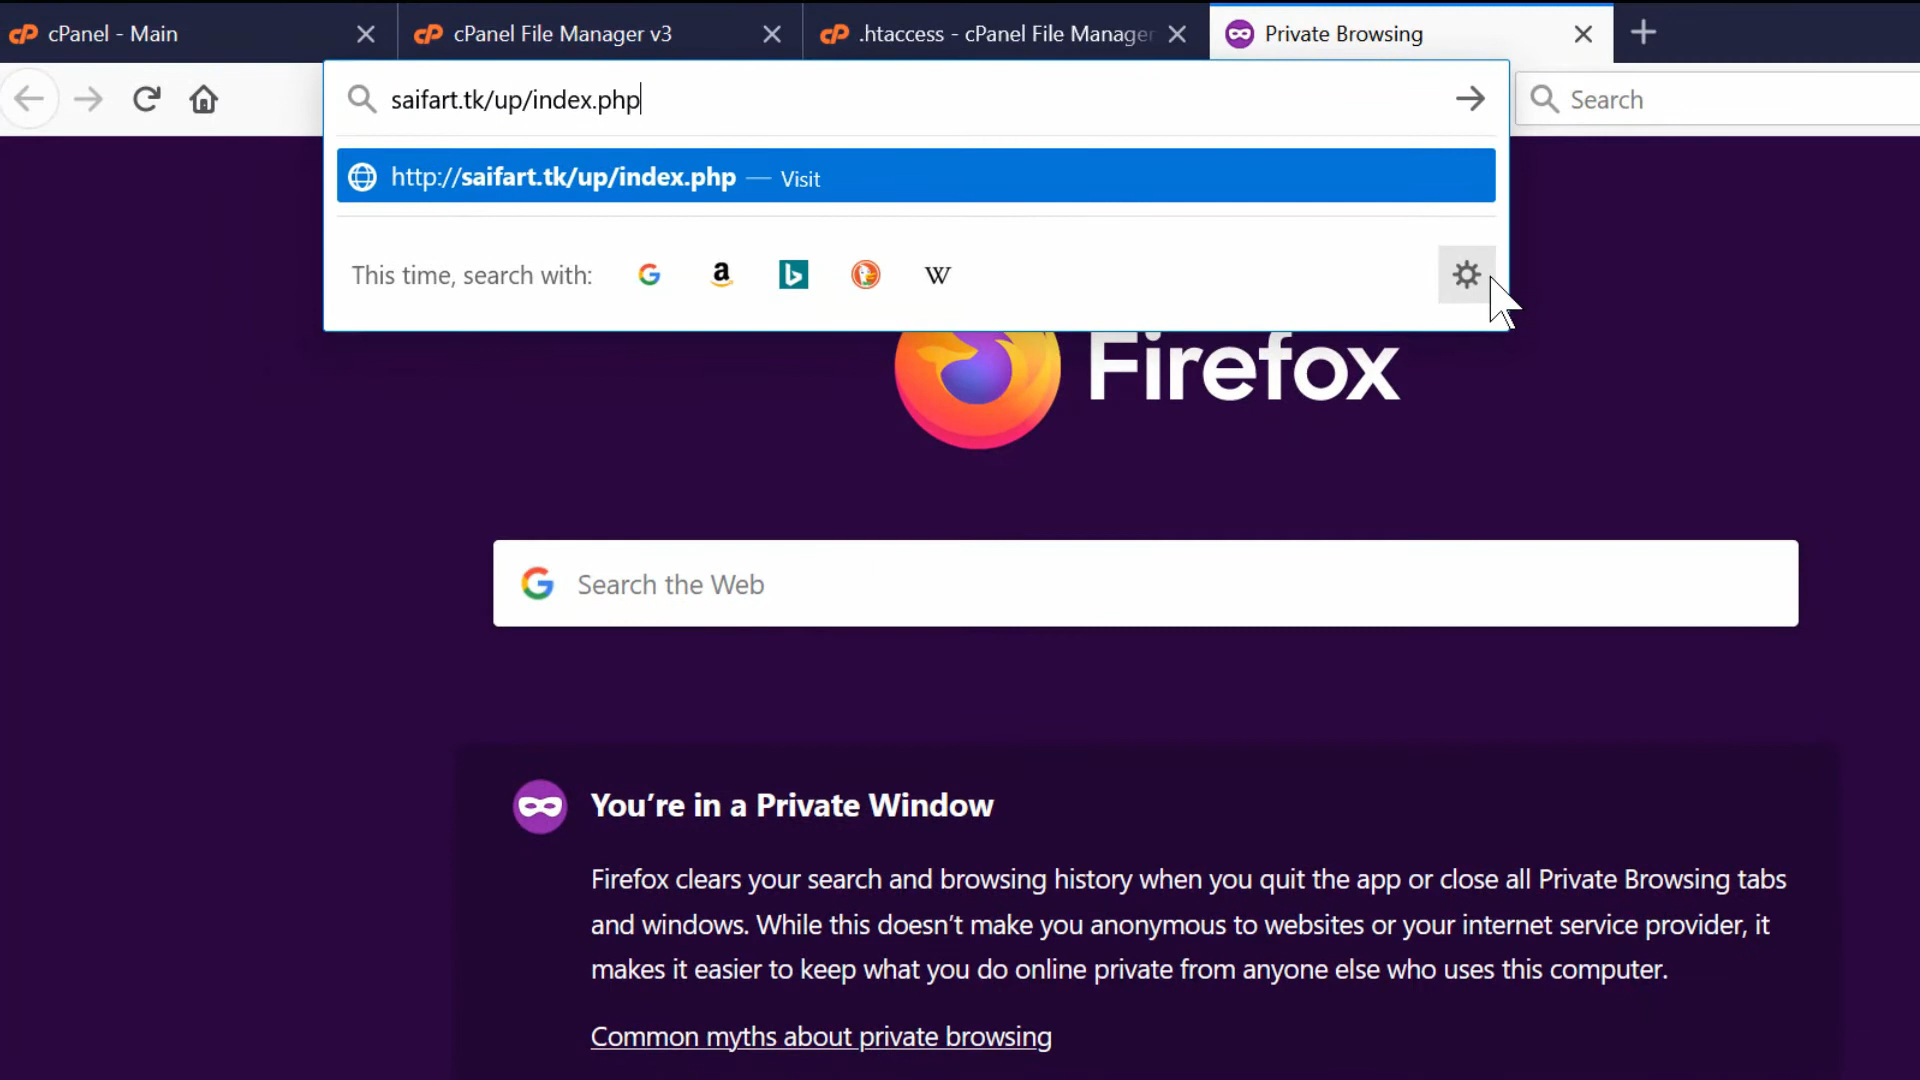 cPanel - Main
cPanel File Manager v3
.htaccess - cPanel File Manager
Private Browsing
saifart.tk/up/index.php
Search
http://saifart.tk/up/index.php — Visit
This time, search with:
Firefox
Search the Web
You’re in a Private Window
Firefox clears your search and browsing history when you quit the app or close all Private Browsing tabs
and windows. While this doesn’t make you anonymous to websites or your internet service provider, it
makes it easier to keep what you do online private from anyone else who uses this computer.
Common myths about private browsing